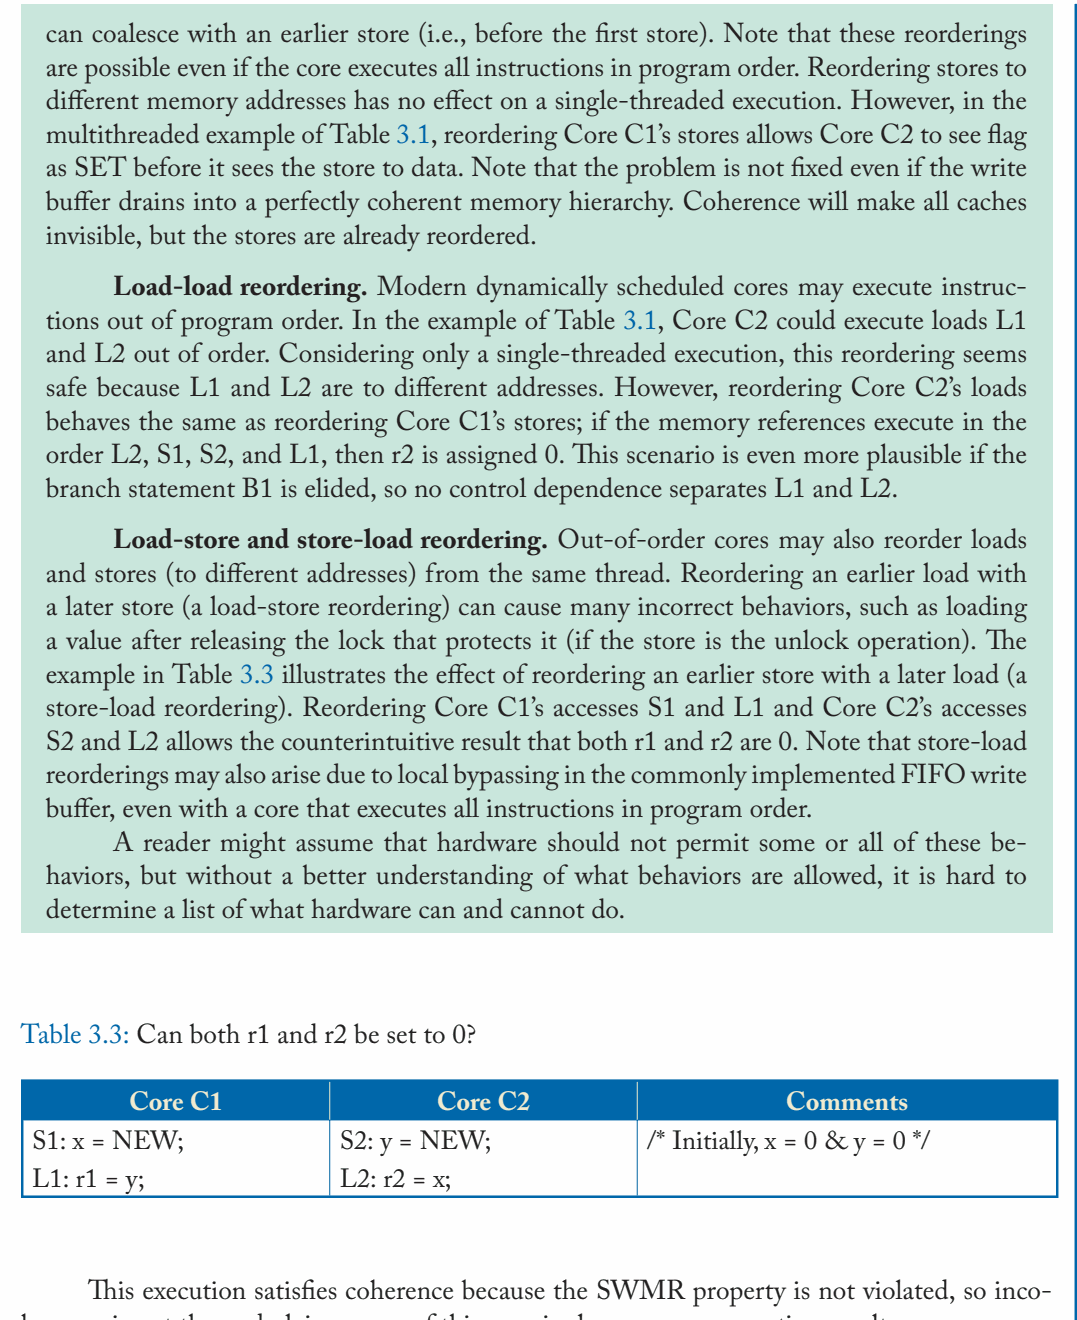 can coalesce with an earlier store (i.e., before the first store). Note that these reorderings
are possible even if the core executes all instructions in program order. Reordering stores to
different memory addresses has no effect on a single-threaded execution. However, in the
multithreaded example of Table 3.1, reordering Core C1's stores allows Core C2 to see flag
as SET before it sees the store to data. Note that the problem is not fixed even if the write
buffer drains into a perfectly coherent memory hierarchy. Coherence will make all caches
invisible, but the stores are already reordered.
Load-load reordering. Modern dynamically scheduled cores may execute instruc-
tions out of program order. In the example of Table 3.1, Core C2 could execute loads L1
and L2 out of order. Considering only a single-threaded execution, this reordering seems
safe because L1 and L2 are to different addresses. However, reordering Core C2's loads
behaves the same as reordering Core C1's stores; if the memory references execute in the
order L2, S1, S2, and L1, then r2 is assigned 0. This scenario is even more plausible if the
branch statement B1 is elided, so no control dependence separates L1 and L2.
Load-store and store-load reordering. Out-of-order cores may also reorder loads
and stores (to different addresses) from the same thread. Reordering an earlier load with
a later store (a load-store reordering) can cause many incorrect behaviors, such as loading
a value after releasing the lock that protects it (if the store is the unlock operation). The
example in Table 3.3 illustrates the effect of reordering an earlier store with a later load (a
store-load reordering). Reordering Core C1's accesses S1 and L1 and Core C2's accesses
S2 and L2 allows the counterintuitive result that both r1 and r2 are 0. Note that store-load
reorderings may also arise due to local bypassing in the commonly implemented FIFO write
buffer, even with a core that executes all instructions in program order.
A reader might assume that hardware should not permit some or all of these be-
haviors, but without a better understanding of what behaviors are allowed, it is hard to
determine a list of what hardware can and cannot do.
Table 3.3: Can both r1 and r2 be set to 0?
Core C1 Core C2 Comments
S1: x = NEW; S2: y = NEW; /* Initially, x = 0 & y = 0 */
L1: r1 = y; L2: r2 = x;
This execution satisfies coherence because the SWMR property is not violated, so inco-